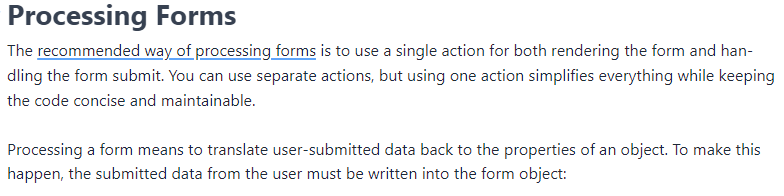 Processing Forms
The recommended way of processing forms is to use a single action for both rendering the form and han-
dling the form submit. You can use separate actions, but using one action simplifies everything while keeping
the code concise and maintainable.
Processing a form means to translate user-submitted data back to the properties of an object. To make this
happen, the submitted data from the user must be written into the form object: